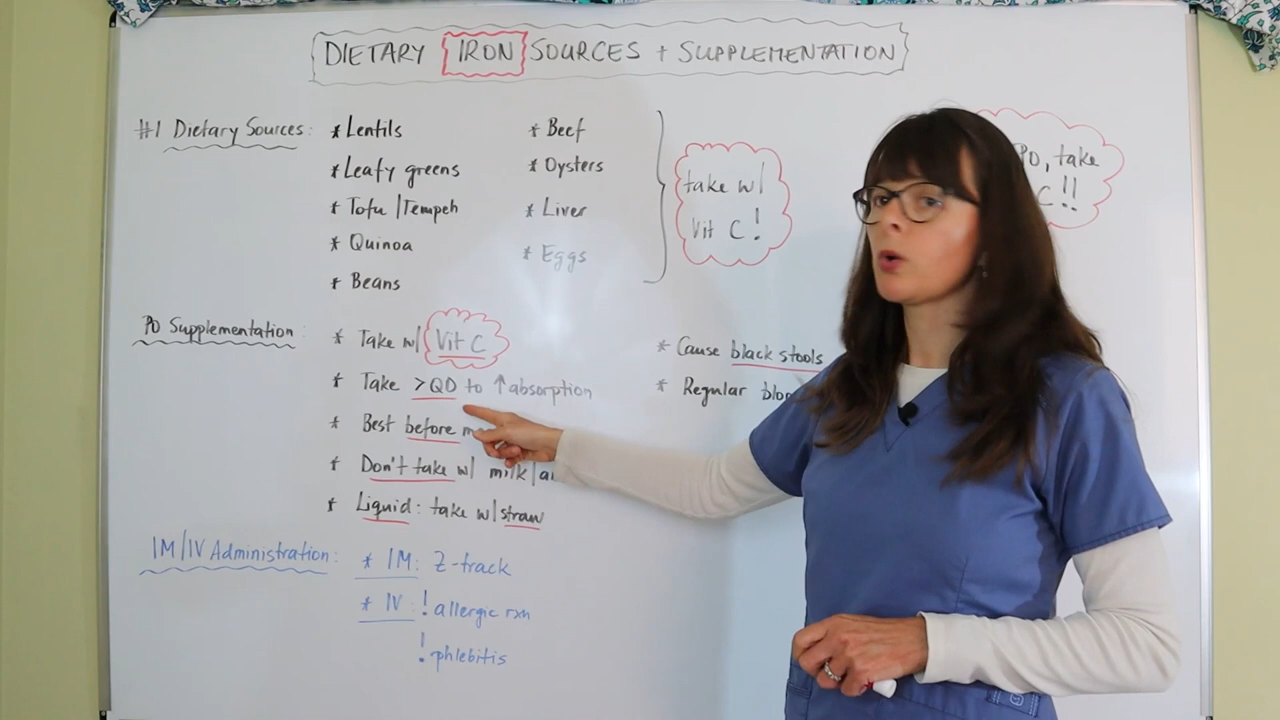 DIETARY IRON SOURCES + SUPPLEMENTATION
#1 Dietary Sources:
* Lentils
* Leafy greens
* Tofu/Tempeh
* Quinoa
* Beans
* Beef
* Oysters
* Liver
* Eggs
take w/
Vit C!
PO, take
C!!
PO Supplementation:
* Take w/ Vit C
* Take >QD to ↑absorption
* Best before
* Don't take w/ milk/
* Liquid: take w/ straw
* Cause black stools
* Regular
IM/IV Administration:
* IM: Z-track
* IV: ! allergic rxn
! phlebitis